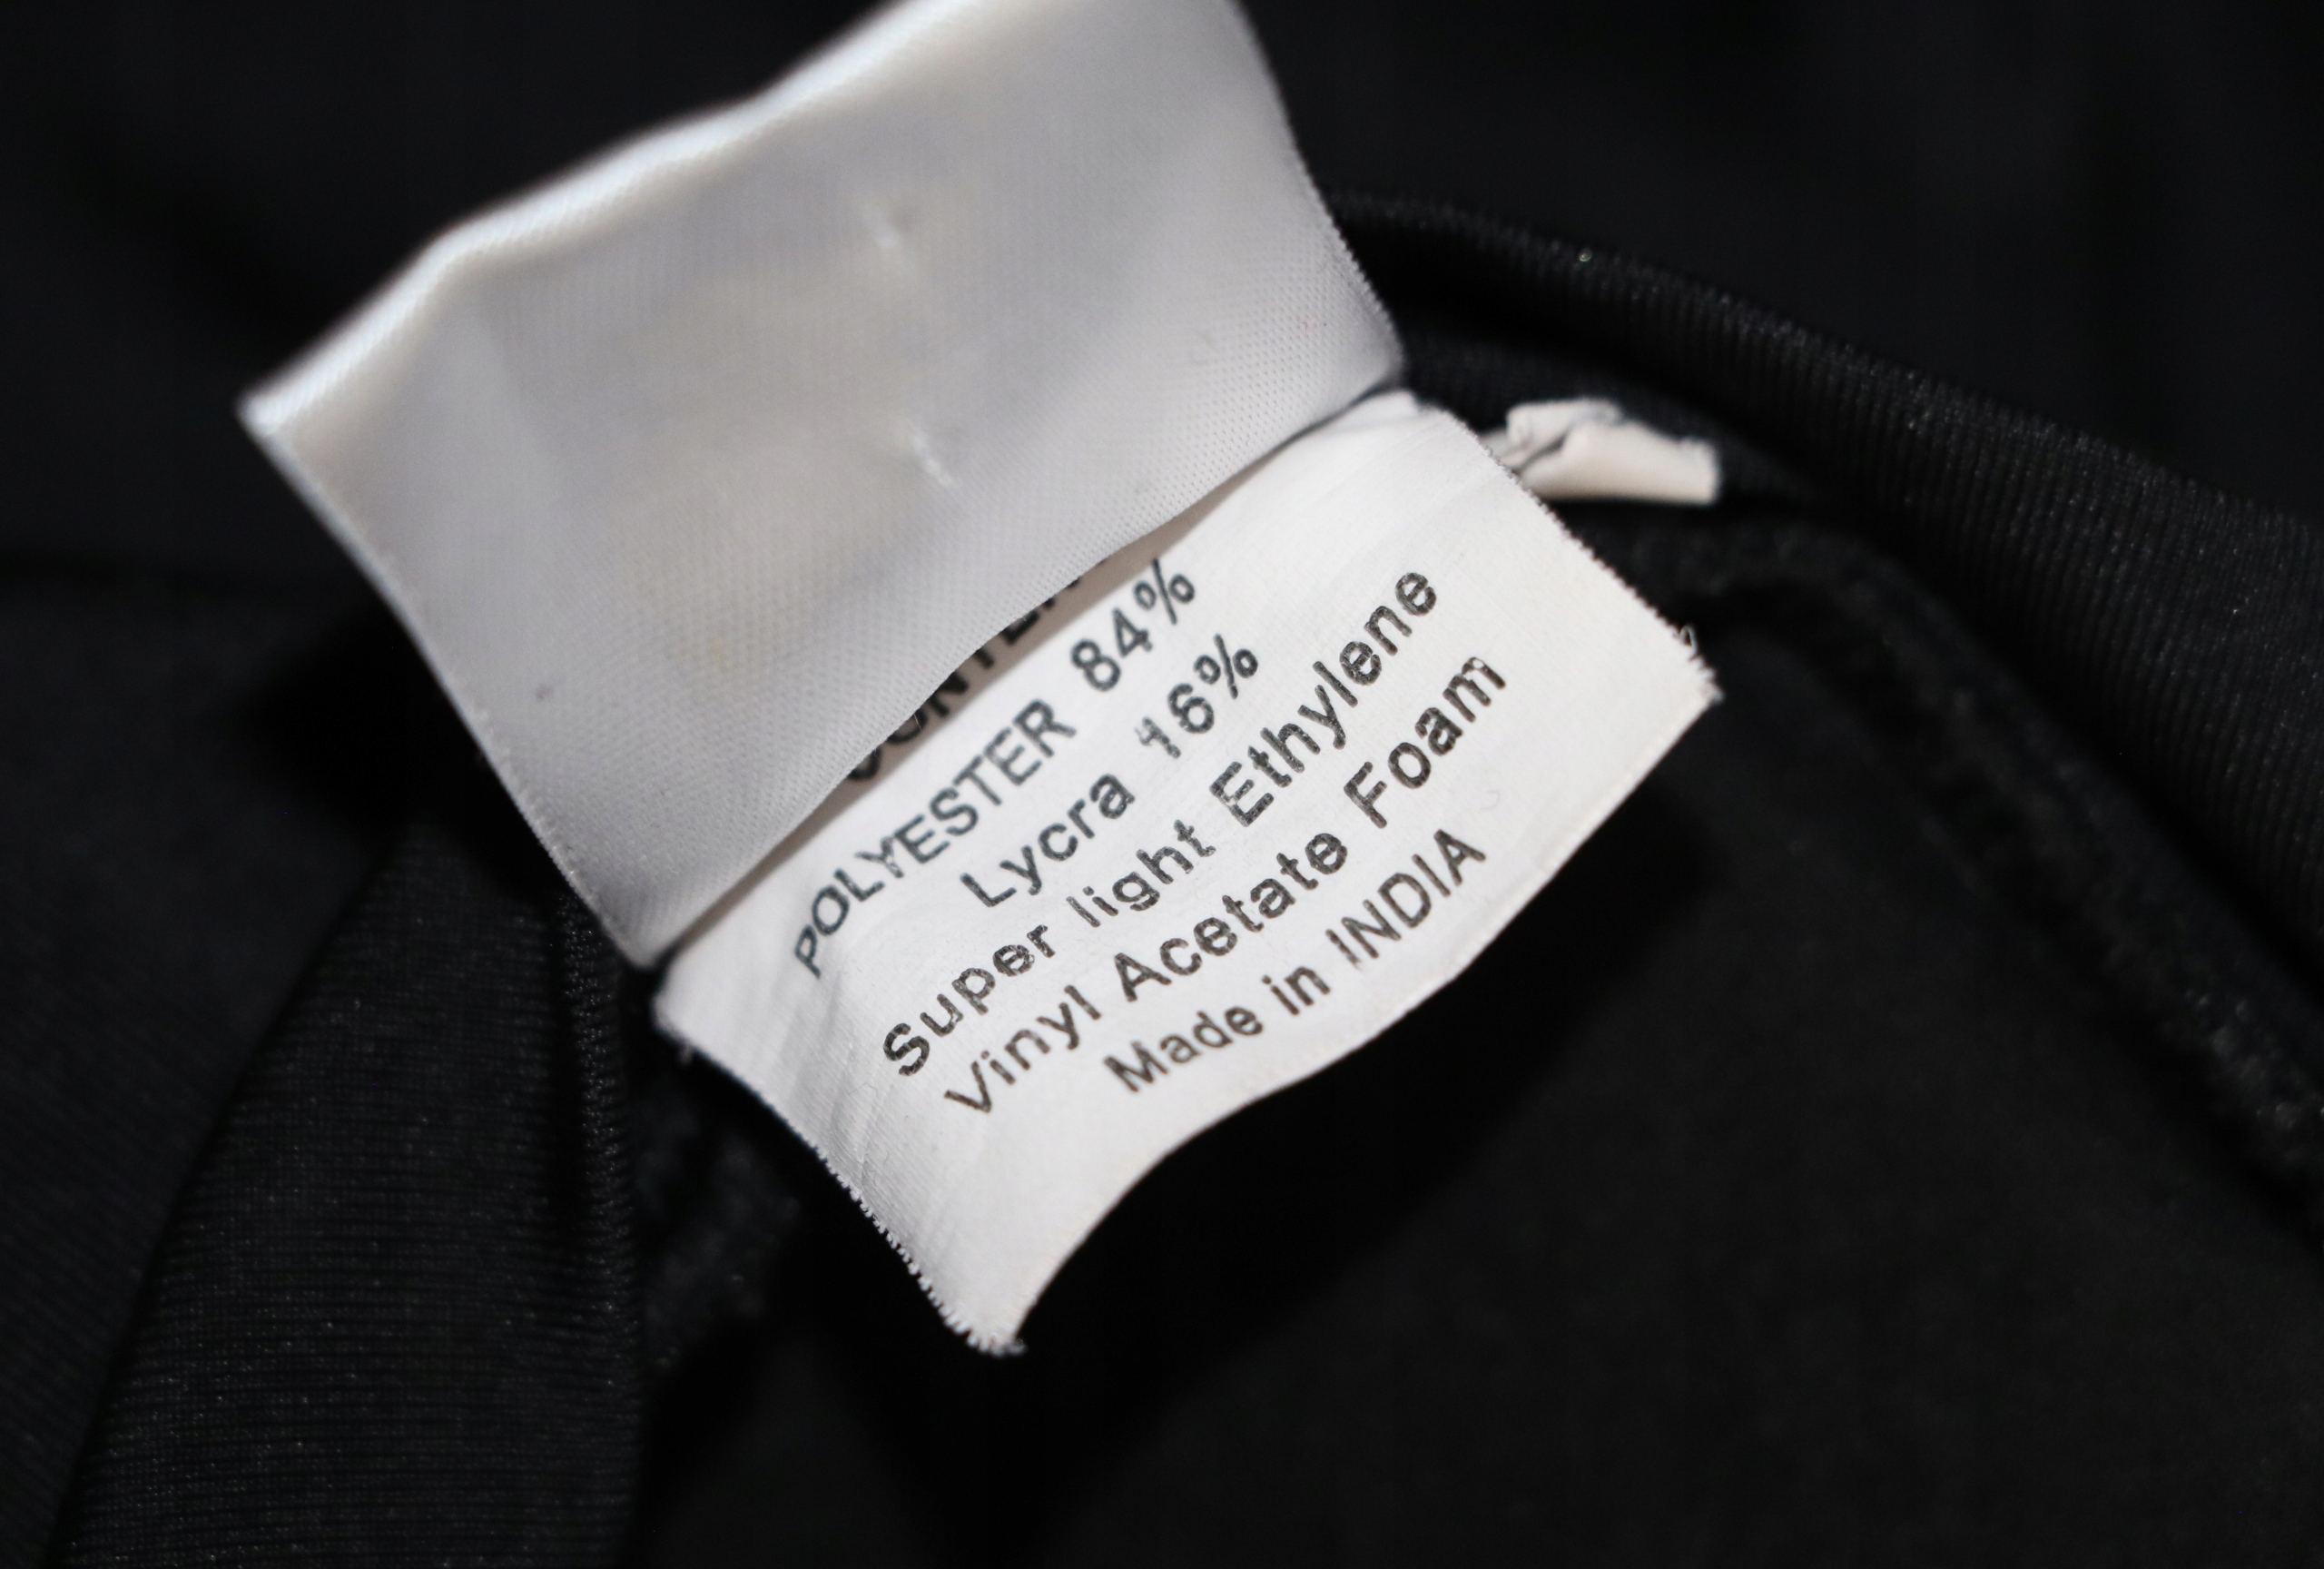 POLYESTER 84%
Lycra 16%
Super light Ethylene
Vinyl Acetate Foam
Made in INDIA